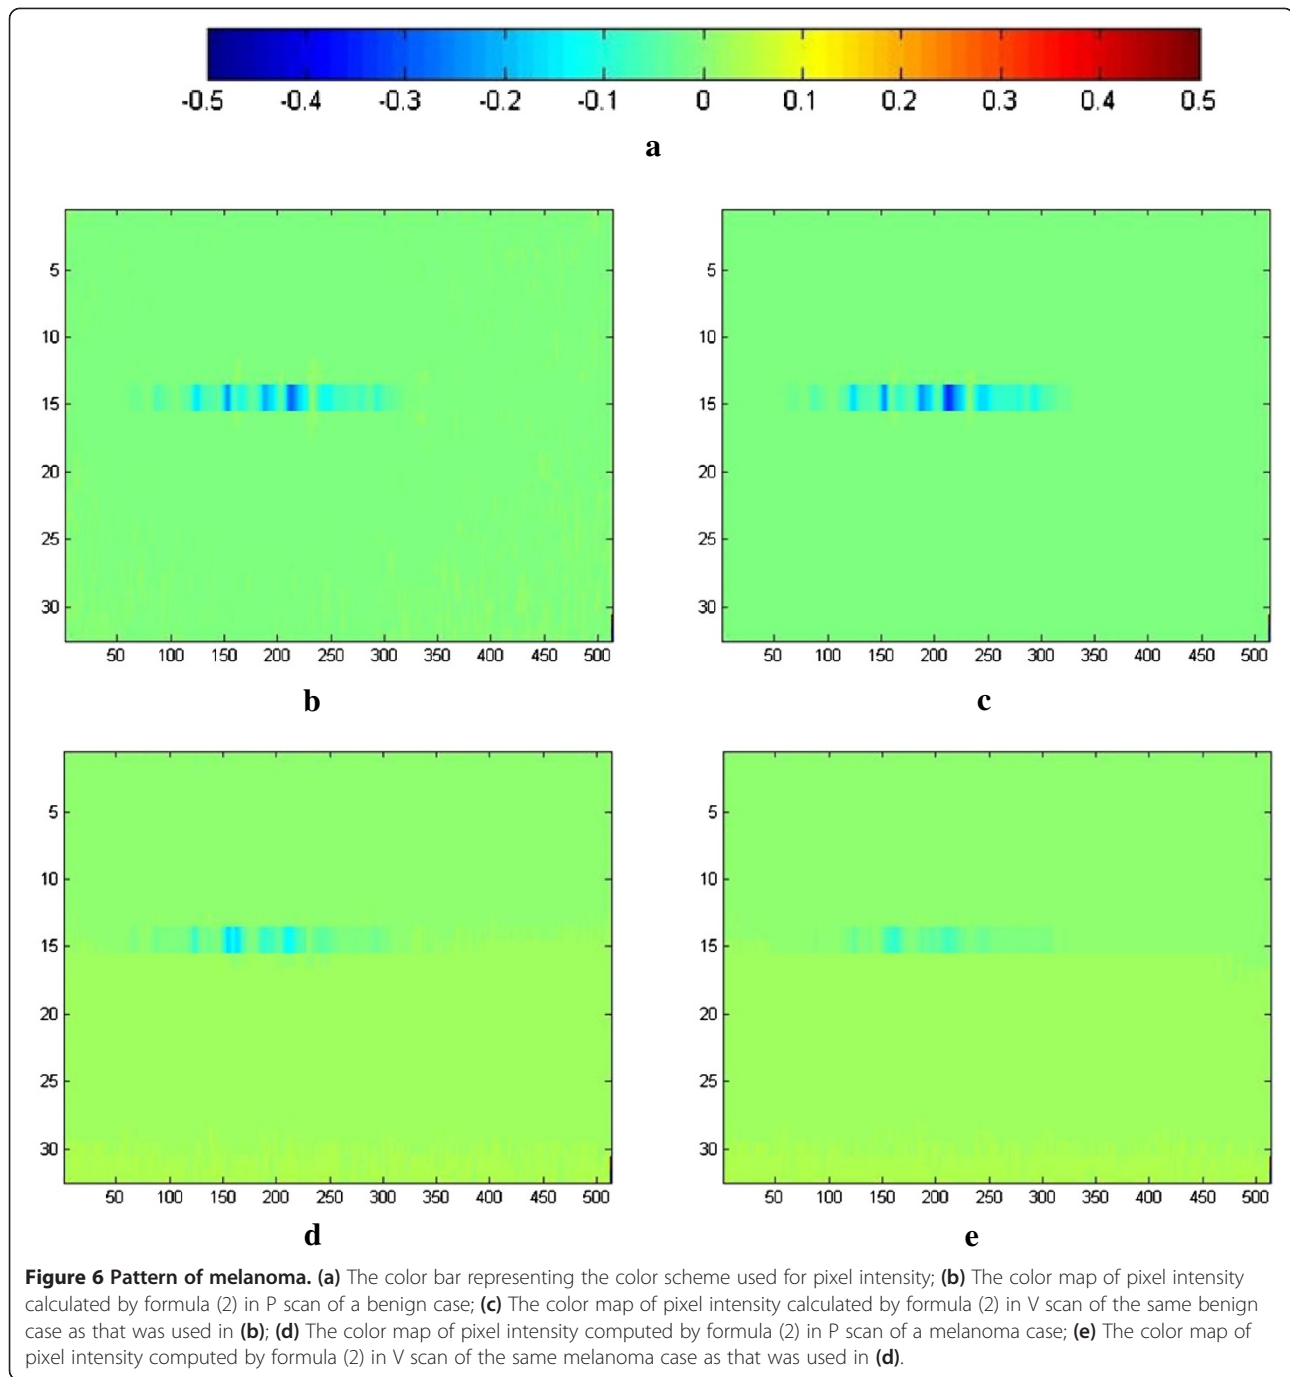 -0.5 -0.4 -0.3 -0.2 -0.1 0 0.1 0.2 0.3 0.4 0.5
a
5
10
15
20
25
30
50 100 150 200 250 300 350 400 450 500
b
5
10
15
20
25
30
50 100 150 200 250 300 350 400 450 500
c
5
10
15
20
25
30
50 100 150 200 250 300 350 400 450 500
d
5
10
15
20
25
30
50 100 150 200 250 300 350 400 450 500
e
Figure 6 Pattern of melanoma. (a) The color bar representing the color scheme used for pixel intensity; (b) The color map of pixel intensity
calculated by formula (2) in P scan of a benign case; (c) The color map of pixel intensity calculated by formula (2) in V scan of the same benign
case as that was used in (b); (d) The color map of pixel intensity computed by formula (2) in P scan of a melanoma case; (e) The color map of
pixel intensity computed by formula (2) in V scan of the same melanoma case as that was used in (d).